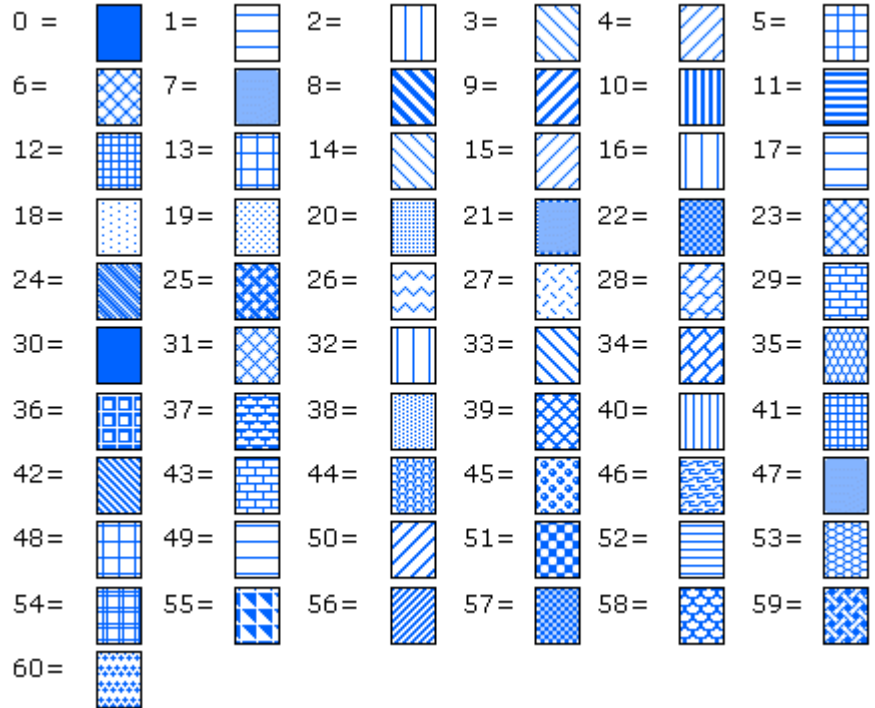 0 = 1= 2= 3= 4= 5=
6= 7= 8= 9= 10= 11=
12= 13= 14= 15= 16= 17=
18= 19= 20= 21= 22= 23=
24= 25= 26= 27= 28= 29=
30= 31= 32= 33= 34= 35=
36= 37= 38= 39= 40= 41=
42= 43= 44= 45= 46= 47=
48= 49= 50= 51= 52= 53=
54= 55= 56= 57= 58= 59=
60=